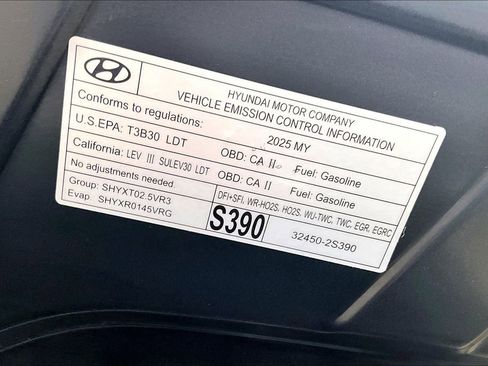 HYUNDAI MOTOR COMPANY
VEHICLE EMISSION CONTROL INFORMATION
Conforms to regulations: 2025 MY
U.S.EPA: T3B30 LDT OBD: CA II Fuel: Gasoline
California: LEV III SULEV30 LDT OBD: CA II Fuel: Gasoline
No adjustments needed. DFI+SFI, WR-HO2S, HO2S, WU-TWC, TWC, EGR, EGRC
Group: SHYXT02.5VR3
Evap: SHYXR0145VRG
S390 32450-2S390